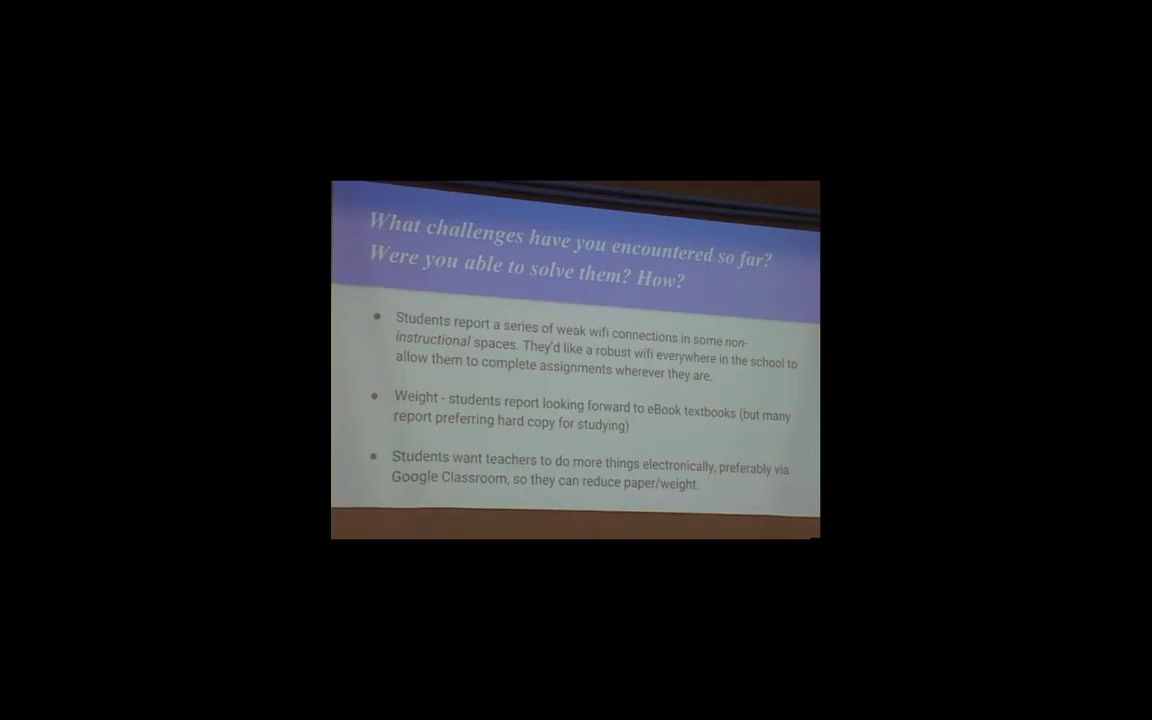 What challenges have you encountered so far?
Were you able to solve them? How?
● Students report a series of weak wifi connections in some non-
instructional spaces. They'd like a robust wifi everywhere in the school to
allow them to complete assignments wherever they are.
● Weight - students report looking forward to eBook textbooks (but many
report preferring hard copy for studying)
● Students want teachers to do more things electronically, preferably via
Google Classroom, so they can reduce paper/weight.